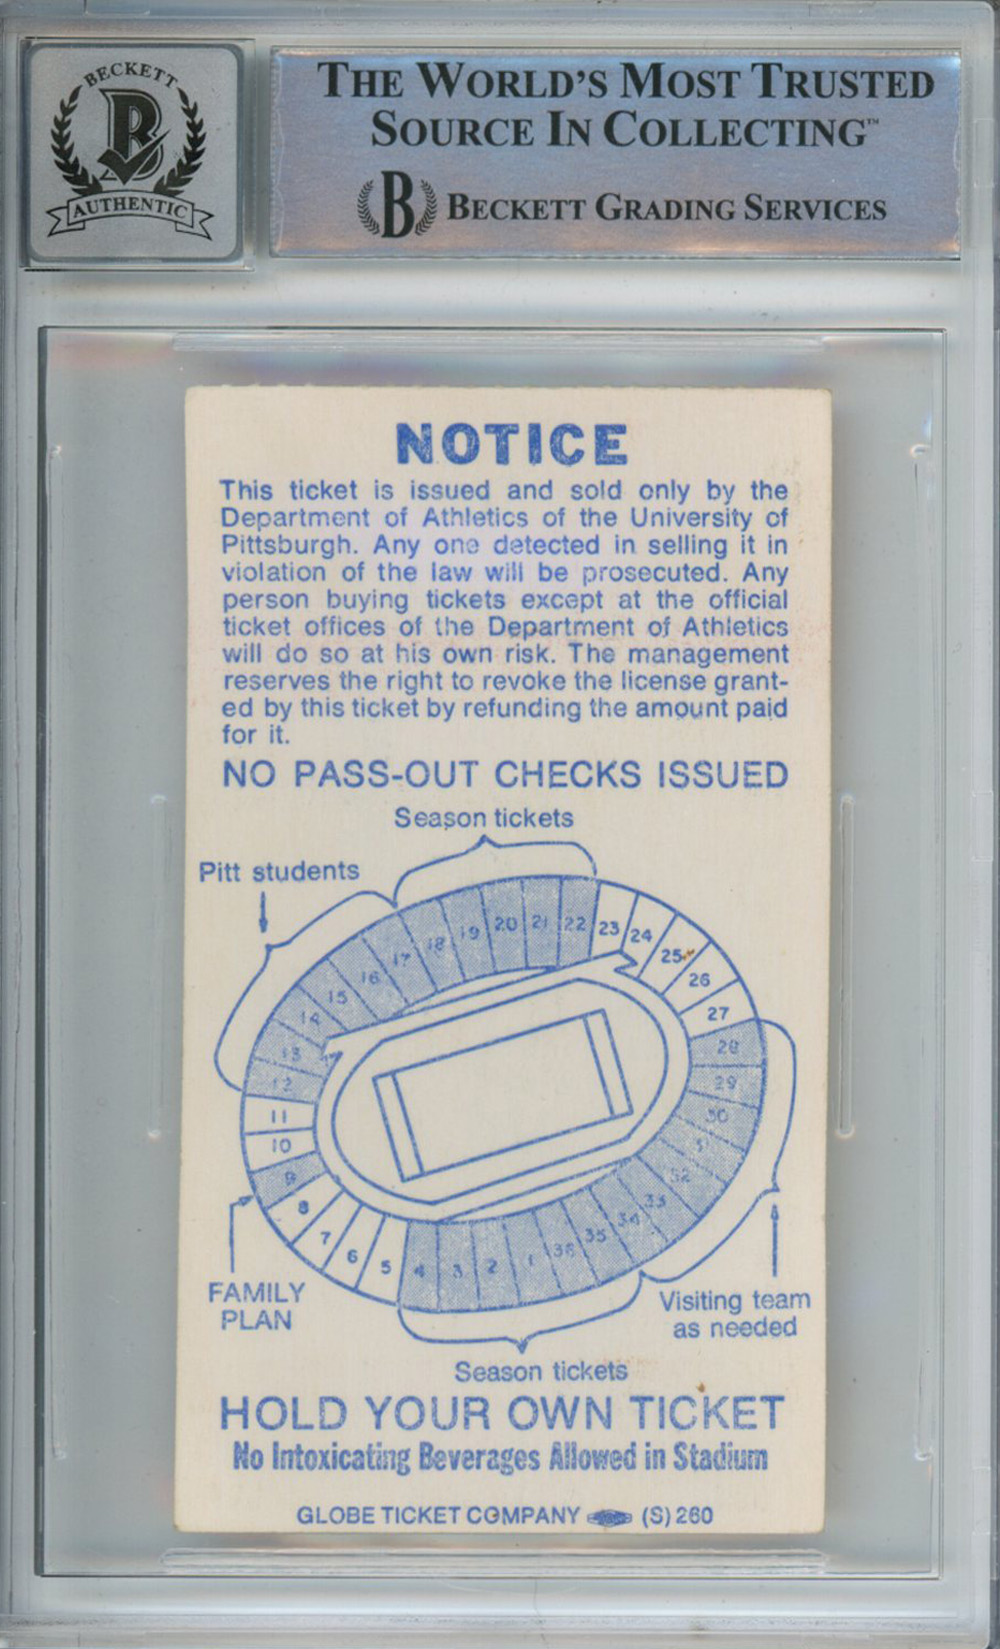 BECKETT
B
AUTHENTIC
THE WORLD'S MOST TRUSTED
SOURCE IN COLLECTING™
B BECKETT GRADING SERVICES
NOTICE
This ticket is issued and sold only by the
Department of Athletics of the University of
Pittsburgh. Any one detected in selling it in
violation of the law will be prosecuted. Any
person buying tickets except at the official
ticket offices of the Department of Athletics
will do so at his own risk. The management
reserves the right to revoke the license grant-
ed by this ticket by refunding the amount paid
for it.
NO PASS-OUT CHECKS ISSUED
Season tickets
Pitt students
12
13
14
15
16
17
18
19
20
21
22
23
24
25
26
27
28
29
30
31
32
33
34
35
36
1
2
3
4
5
6
7
8
9
10
11
FAMILY
PLAN
Visiting team
as needed
Season tickets
HOLD YOUR OWN TICKET
No Intoxicating Beverages Allowed in Stadium
GLOBE TICKET COMPANY (S) 260